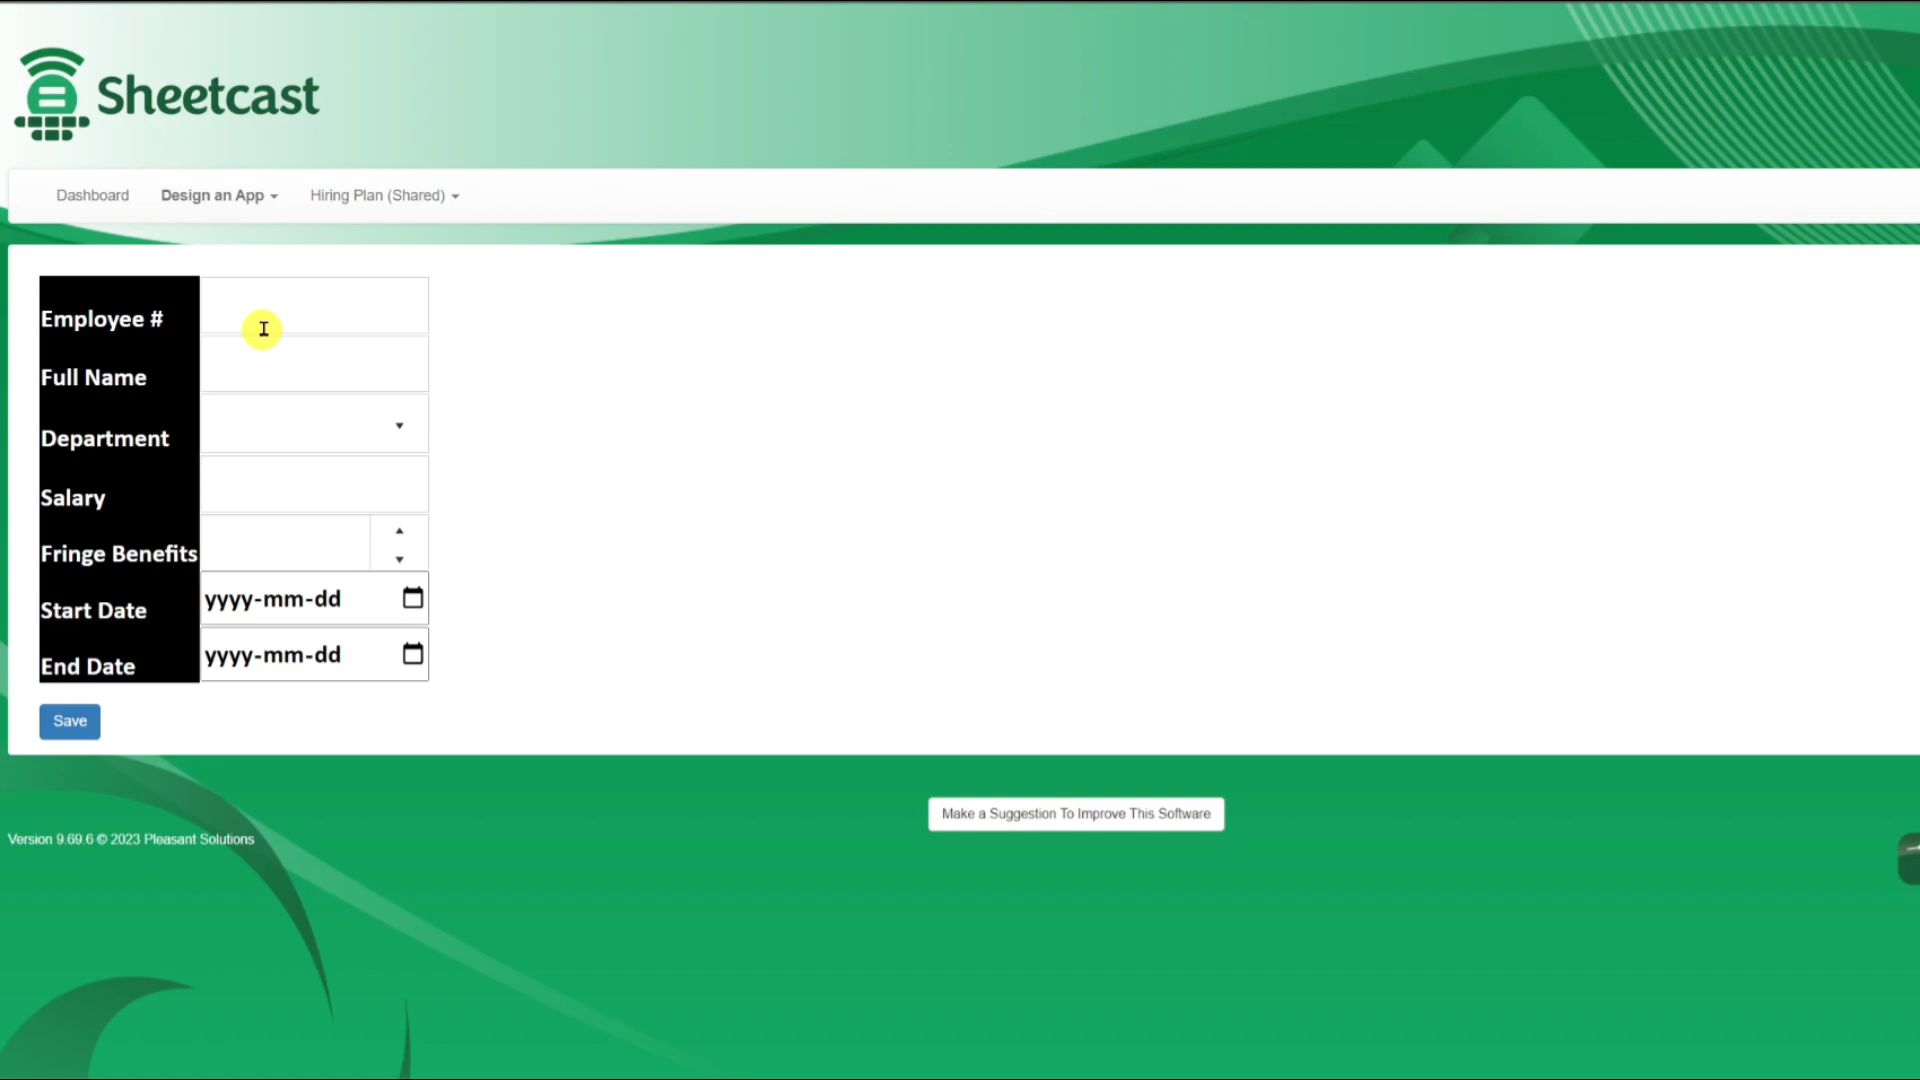 Sheetcast
Dashboard Design an App Hiring Plan (Shared)
Employee #
Full Name
Department
Salary
Fringe Benefits
Start Date yyyy-mm-dd
End Date yyyy-mm-dd
Save
Make a Suggestion To Improve This Software
Version 9.69.6 © 2023 Pleasant Solutions